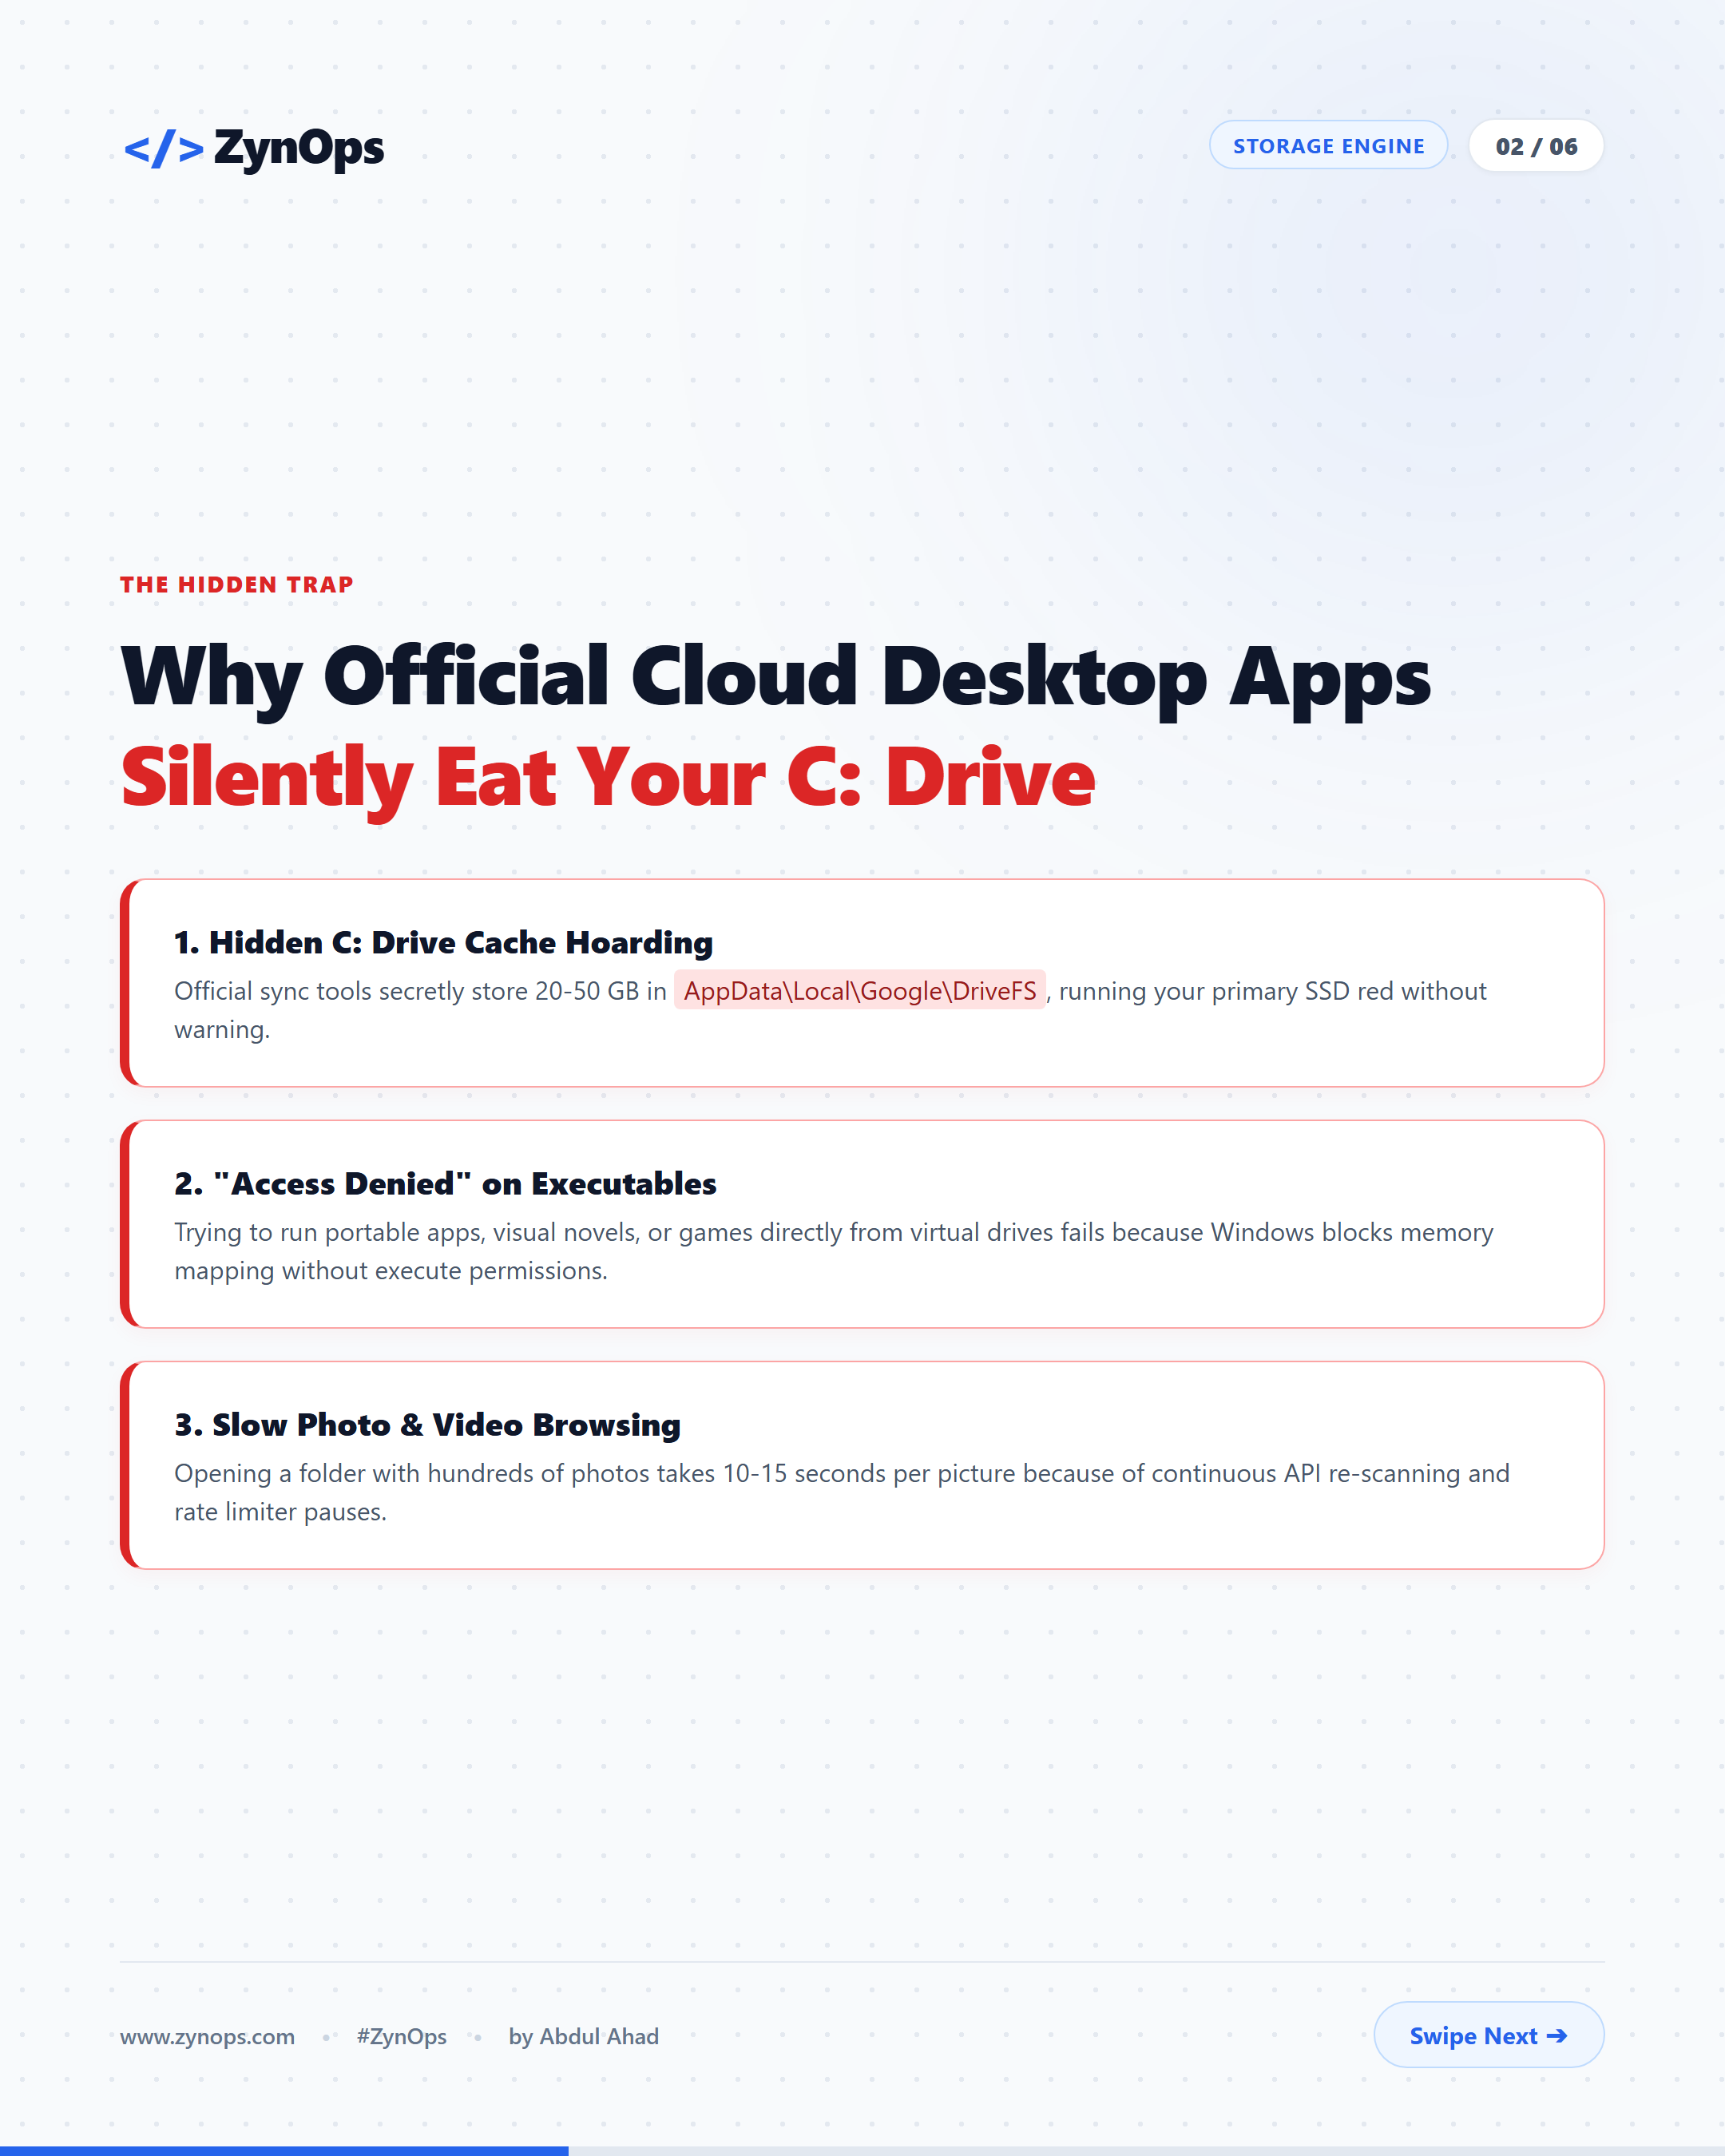 </> ZynOps
STORAGE ENGINE
02 / 06
THE HIDDEN TRAP
Why Official Cloud Desktop Apps
Silently Eat Your C: Drive
1. Hidden C: Drive Cache Hoarding
Official sync tools secretly store 20-50 GB in AppData\Local\Google\DriveFS, running your primary SSD red without
warning.
2. "Access Denied" on Executables
Trying to run portable apps, visual novels, or games directly from virtual drives fails because Windows blocks memory
mapping without execute permissions.
3. Slow Photo & Video Browsing
Opening a folder with hundreds of photos takes 10-15 seconds per picture because of continuous API re-scanning and
rate limiter pauses.
www.zynops.com • #ZynOps • by Abdul Ahad
Swipe Next ➔